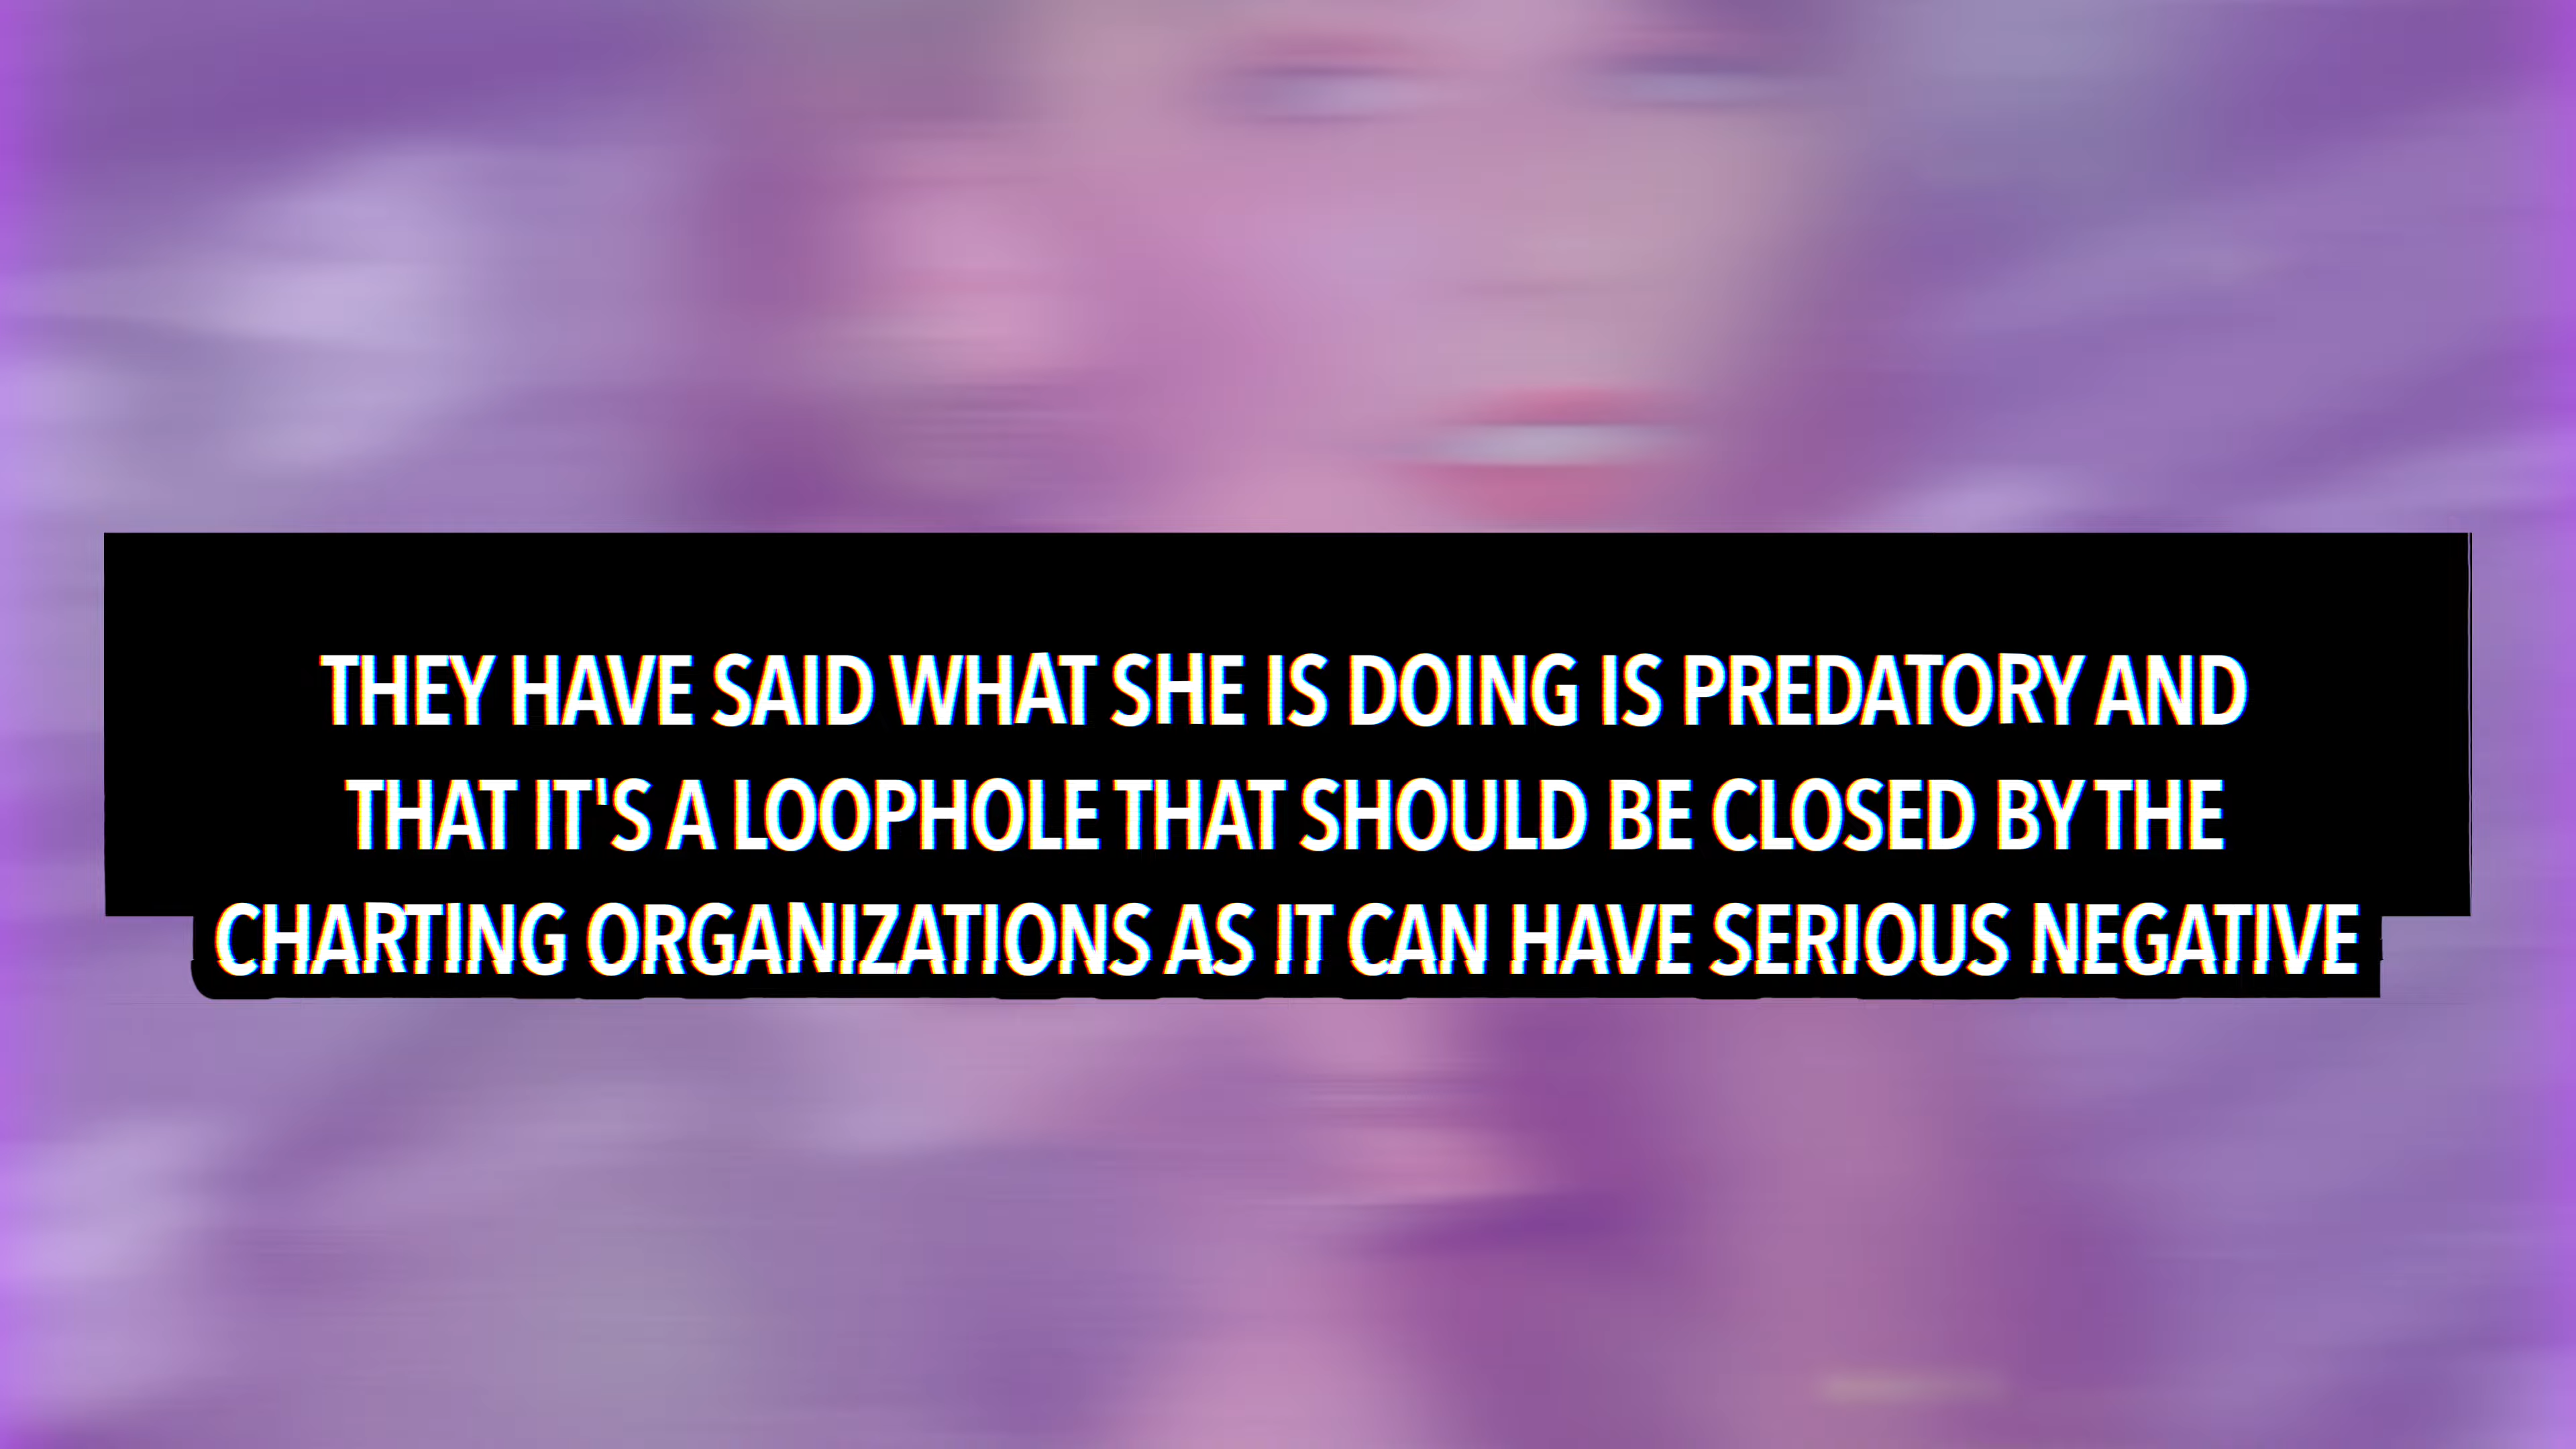 THEY HAVE SAID WHAT SHE IS DOING IS PREDATORY AND
THAT IT'S A LOOPHOLE THAT SHOULD BE CLOSED BY THE
CHARTING ORGANIZATIONS AS IT CAN HAVE SERIOUS NEGATIVE